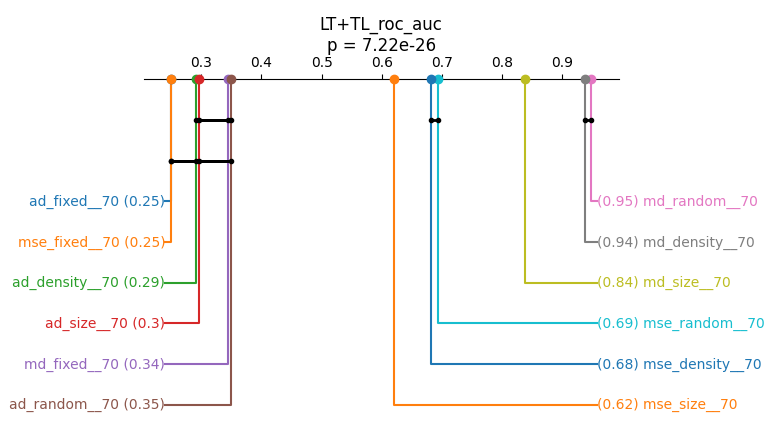 LT+TL_roc_auc
p = 7.22e-26
0.3 0.4 0.5 0.6 0.7 0.8 0.9
ad_fixed__70 (0.25) (0.95) md_random__70
mse_fixed__70 (0.25) (0.94) md_density__70
ad_density__70 (0.29) (0.84) md_size__70
ad_size__70 (0.3) (0.69) mse_random__70
md_fixed__70 (0.34) (0.68) mse_density__70
ad_random__70 (0.35) (0.62) mse_size__70